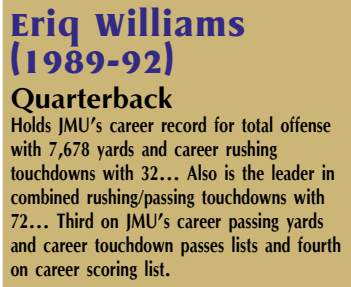 Eriq Williams
(1989-92)
Quarterback
Holds JMU's career record for total offense
with 7,678 yards and career rushing
touchdowns with 32... Also is the leader in
combined rushing/passing touchdowns with
72... Third on JMU's career passing yards
and career touchdown passes lists and fourth
on career scoring list.